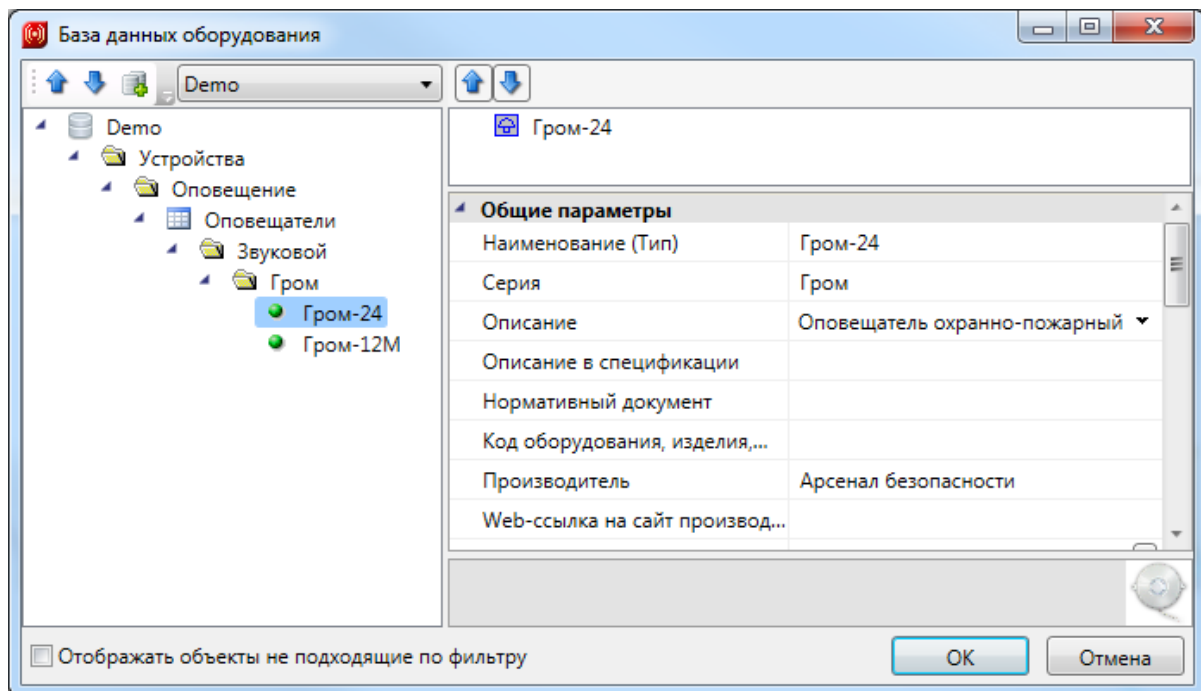 База данных оборудования
Demo
Demo
Устройства
Оповещение
Оповещатели
Звуковой
Гром
Гром-24
Гром-12М
Гром-24
Общие параметры
Наименование (Тип) Гром-24
Серия Гром
Описание Оповещатель охранно-пожарный
Описание в спецификации
Нормативный документ
Код оборудования, изделия,...
Производитель Арсенал безопасности
Web-ссылка на сайт производ...
Отображать объекты не подходящие по фильтру
ОК Отмена